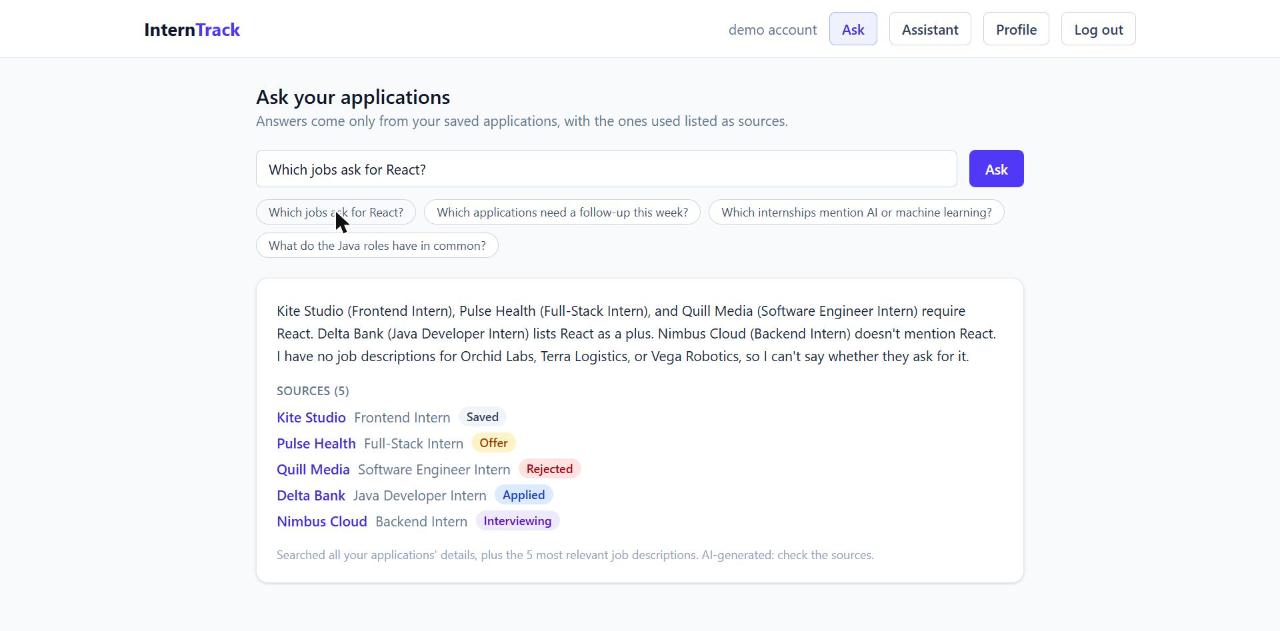 InternTrack
demo account Ask Assistant Profile Log out
Ask your applications
Answers come only from your saved applications, with the ones used listed as sources.
Which jobs ask for React? Ask
Which jobs ask for React? Which applications need a follow-up this week? Which internships mention AI or machine learning?
What do the Java roles have in common?
Kite Studio (Frontend Intern), Pulse Health (Full-Stack Intern), and Quill Media (Software Engineer Intern) require
React. Delta Bank (Java Developer Intern) lists React as a plus. Nimbus Cloud (Backend Intern) doesn't mention React.
I have no job descriptions for Orchid Labs, Terra Logistics, or Vega Robotics, so I can't say whether they ask for it.
SOURCES (5)
Kite Studio Frontend Intern Saved
Pulse Health Full-Stack Intern Offer
Quill Media Software Engineer Intern Rejected
Delta Bank Java Developer Intern Applied
Nimbus Cloud Backend Intern Interviewing
Searched all your applications' details, plus the 5 most relevant job descriptions. AI-generated: check the sources.